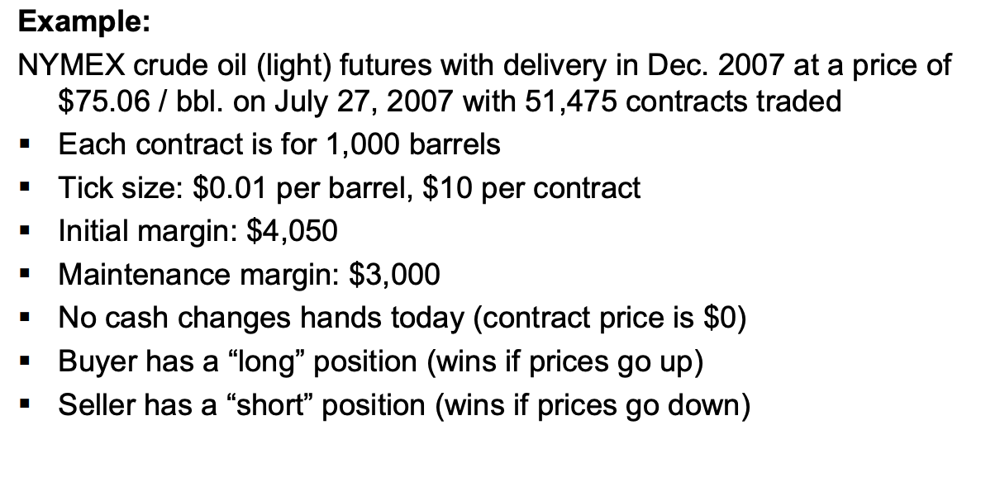 Example:
NYMEX crude oil (light) futures with delivery in Dec. 2007 at a price of
$75.06 / bbl. on July 27, 2007 with 51,475 contracts traded
▪ Each contract is for 1,000 barrels
▪ Tick size: $0.01 per barrel, $10 per contract
▪ Initial margin: $4,050
▪ Maintenance margin: $3,000
▪ No cash changes hands today (contract price is $0)
▪ Buyer has a “long” position (wins if prices go up)
▪ Seller has a “short” position (wins if prices go down)